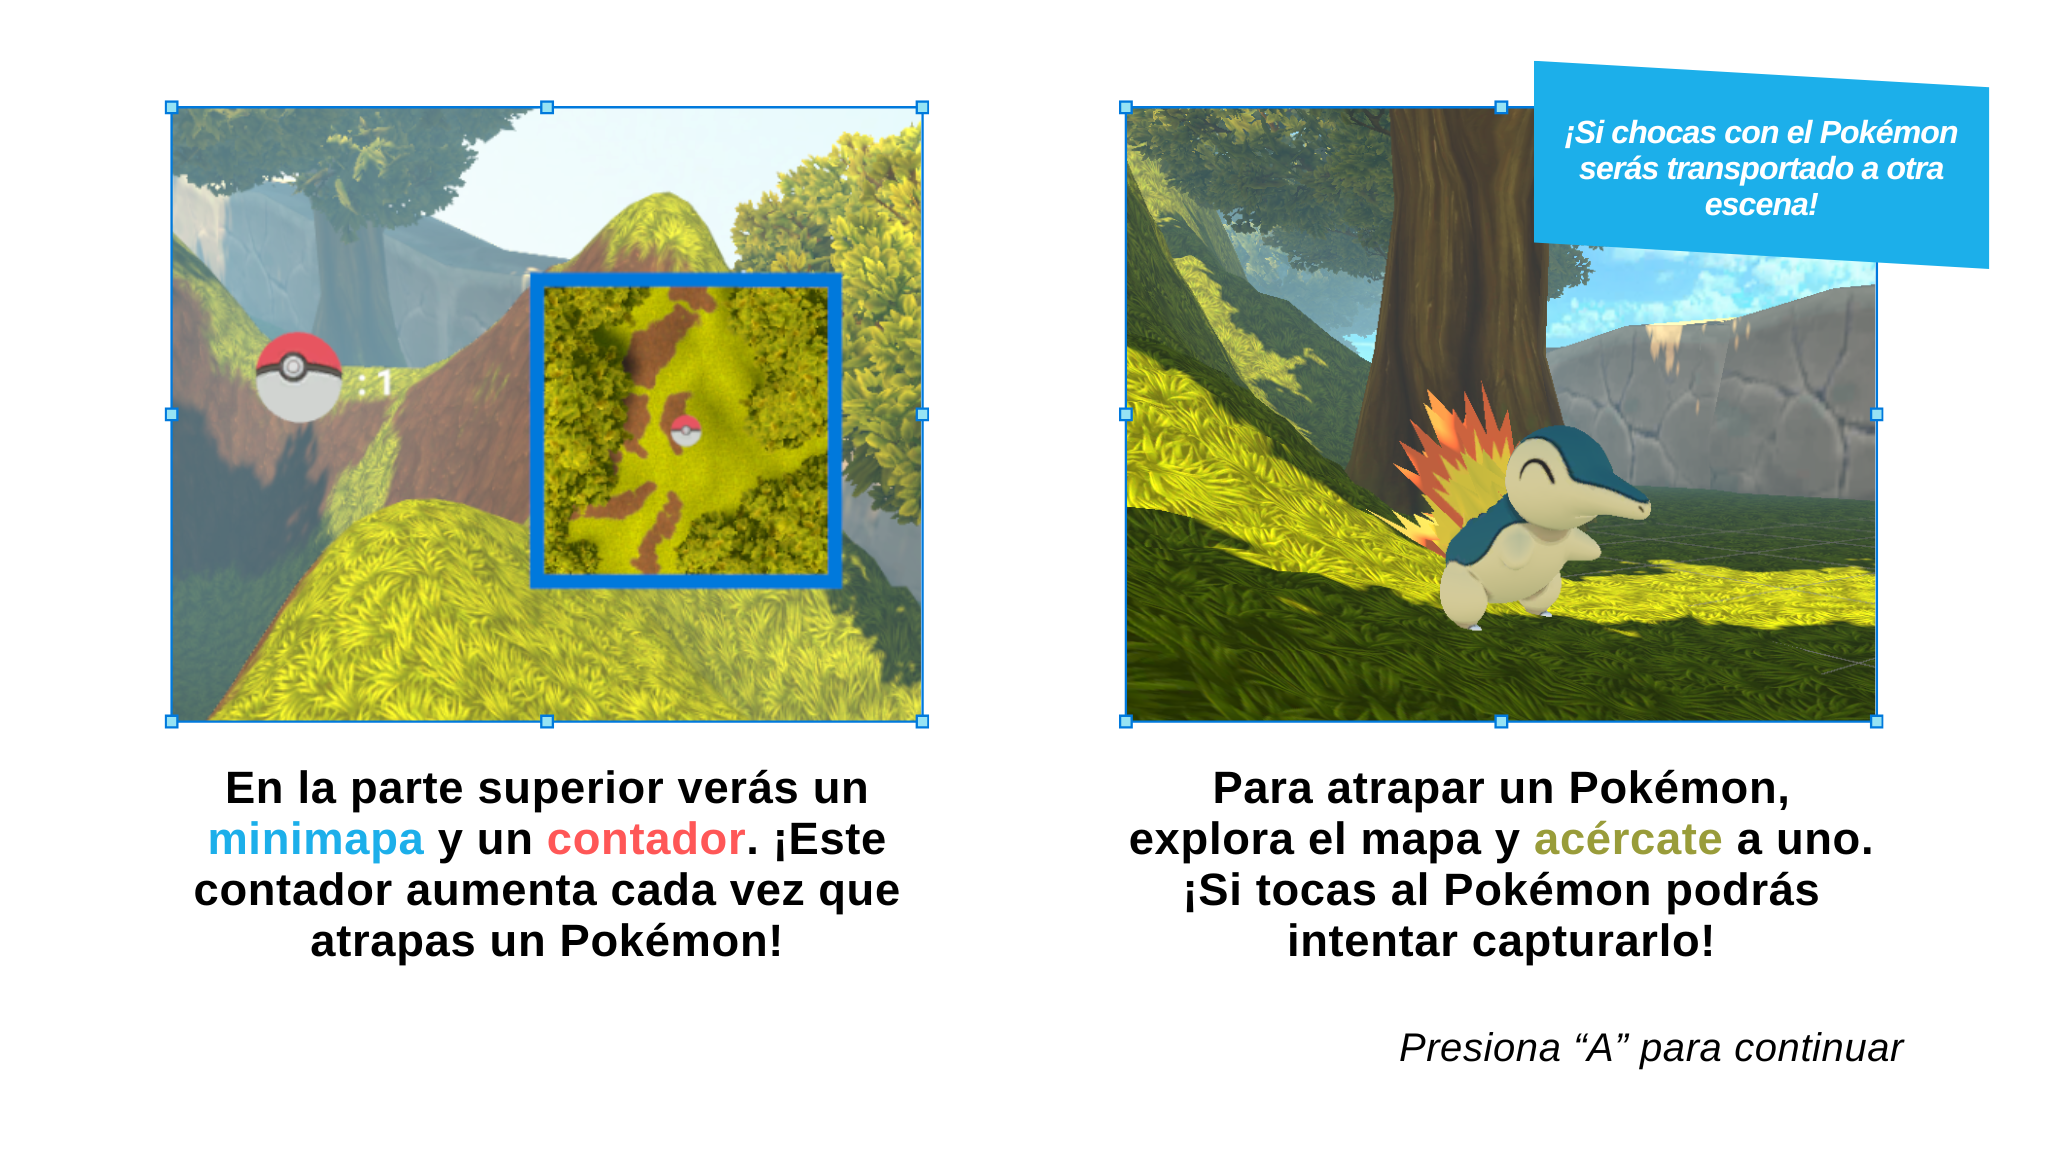 : 1
En la parte superior verás un
minimapa y un contador. ¡Este
contador aumenta cada vez que
atrapas un Pokémon!
¡Si chocas con el Pokémon
serás transportado a otra
escena!
Para atrapar un Pokémon,
explora el mapa y acércate a uno.
¡Si tocas al Pokémon podrás
intentar capturarlo!
Presiona “A” para continuar